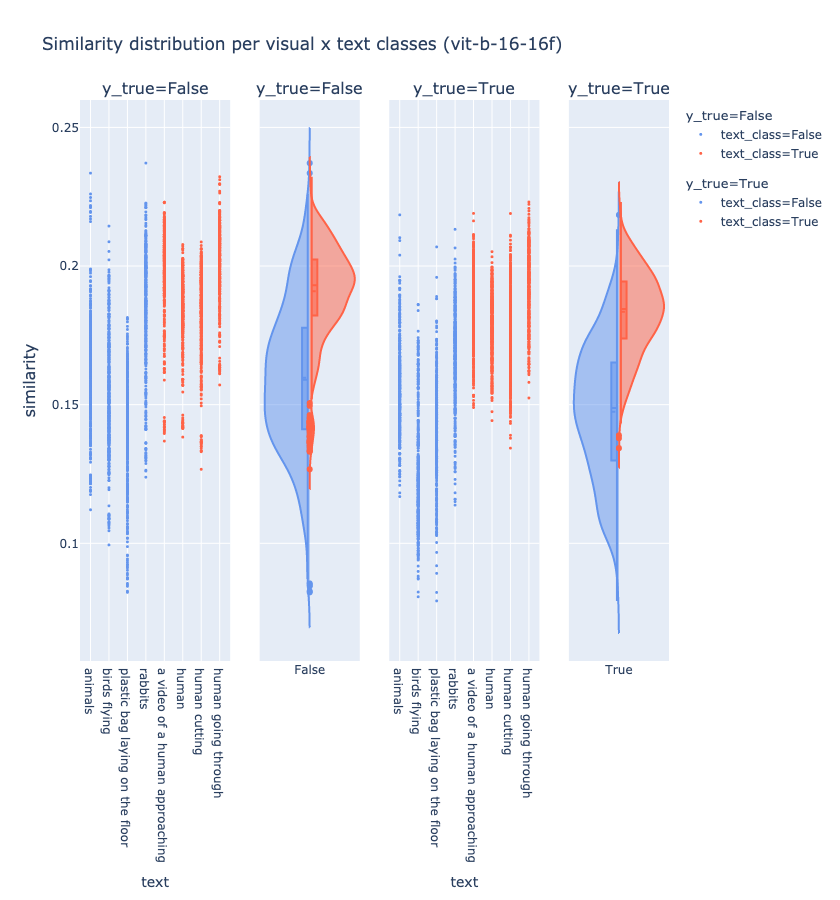 Similarity distribution per visual x text classes (vit-b-16-16f)
y_true=False
y_true=False
y_true=True
y_true=True
y_true=False
text_class=False
text_class=True
y_true=True
text_class=False
text_class=True
similarity
0.25
0.2
0.15
0.1
animals
birds flying
plastic bag laying on the floor
rabbits
a video of a human approaching
human
human cutting
human going through
False
animals
birds flying
plastic bag laying on the floor
rabbits
a video of a human approaching
human
human cutting
human going through
True
text
text